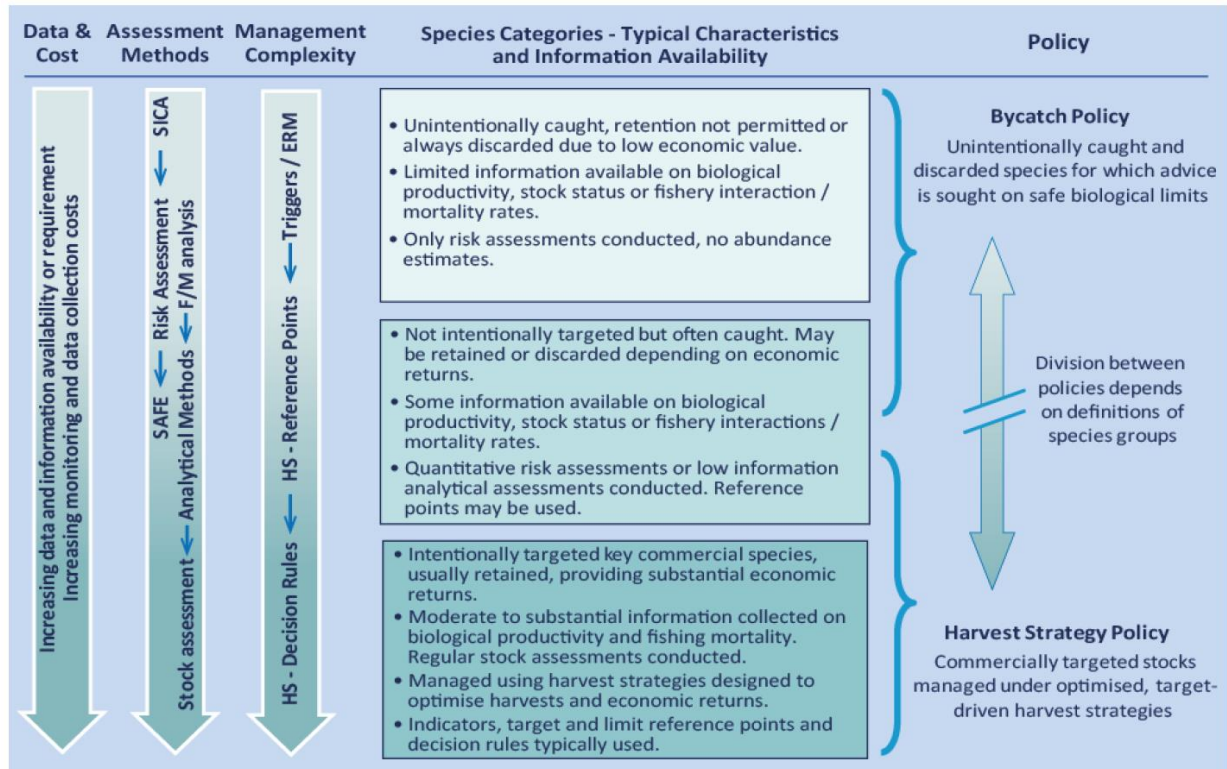 Data & Cost
Assessment Methods
Management Complexity
Species Categories - Typical Characteristics
and Information Availability
Policy
Increasing data and information availability or requirement
Increasing monitoring and data collection costs
SICA
Risk Assessment
SAFE
F/M analysis
Analytical Methods
Stock assessment
Triggers / ERM
HS - Reference Points
HS - Decision Rules
• Unintentionally caught, retention not permitted or
always discarded due to low economic value.
• Limited information available on biological
productivity, stock status or fishery interaction /
mortality rates.
• Only risk assessments conducted, no abundance
estimates.
• Not intentionally targeted but often caught. May
be retained or discarded depending on economic
returns.
• Some information available on biological
productivity, stock status or fishery interactions /
mortality rates.
• Quantitative risk assessments or low information
analytical assessments conducted. Reference
points may be used.
• Intentionally targeted key commercial species,
usually retained, providing substantial economic
returns.
• Moderate to substantial information collected on
biological productivity and fishing mortality.
Regular stock assessments conducted.
• Managed using harvest strategies designed to
optimise harvests and economic returns.
• Indicators, target and limit reference points and
decision rules typically used.
Bycatch Policy
Unintentionally caught and
discarded species for which advice
is sought on safe biological limits
Division between
policies depends
on definitions of
species groups
Harvest Strategy Policy
Commercially targeted stocks
managed under optimised, target-
driven harvest strategies